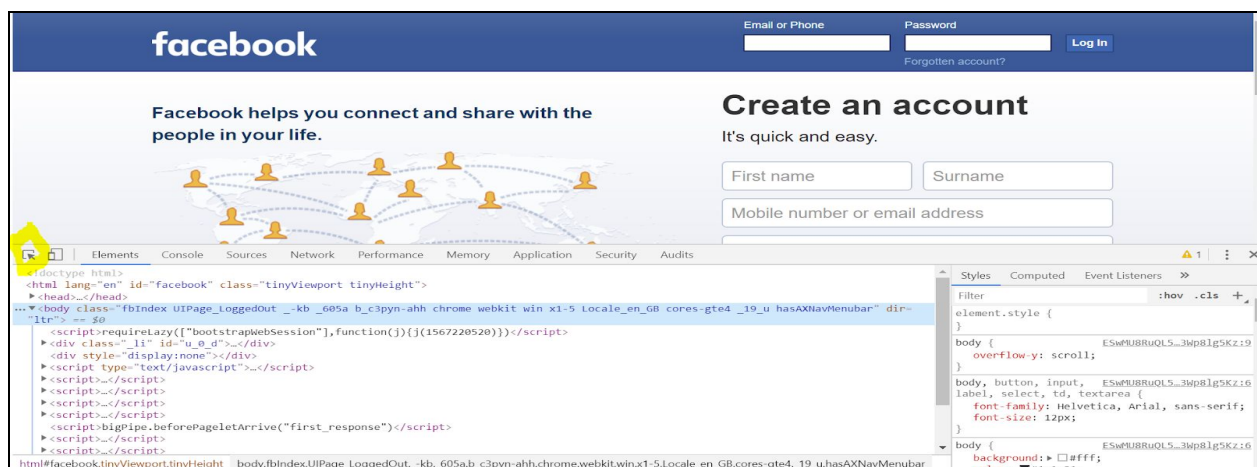 facebook
Email or Phone
Password
Log In
Forgotten account?
Facebook helps you connect and share with the
people in your life.
Create an account
It's quick and easy.
First name
Surname
Mobile number or email address
Elements Console Sources Network Performance Memory Application Security Audits
1
<!doctype html>
<html lang="en" id="facebook" class="tinyViewport tinyHeight">
<head>…</head>
<body class="fbIndex UIPage_LoggedOut _-kb _605a b_c3pyn-ahh chrome webkit win x1-5 Locale_en_GB cores-gte4 _19_u hasAXNavMenubar" dir=
"ltr"> == $0
<script>requireLazy(["bootstrapWebSession"],function(j){j(1567220520)})</script>
<div class="_li" id="u_0_d">…</div>
<div style="display:none"></div>
<script type="text/javascript">…</script>
<script>…</script>
<script>…</script>
<script>…</script>
<script>…</script>
<script>bigPipe.beforePageletArrive("first_response")</script>
<script>…</script>
<script>…</script>
html#facebook.tinyViewport.tinyHeight body.fbIndex.UIPage_LoggedOut._-kb._605a.b_c3pyn-ahh.chrome.webkit.win.x1-5.Locale_en_GB.cores-gte4._19_u.hasAXNavMenubar
Styles Computed Event Listeners »
Filter :hov .cls +
element.style {
}
body { ESwMU8RuQL5…3Wp8lg5Kz:9
overflow-y: scroll;
}
body, button, input, ESwMU8RuQL5…3Wp8lg5Kz:6
label, select, td, textarea {
font-family: Helvetica, Arial, sans-serif;
font-size: 12px;
}
body { ESwMU8RuQL5…3Wp8lg5Kz:6
background: #fff;